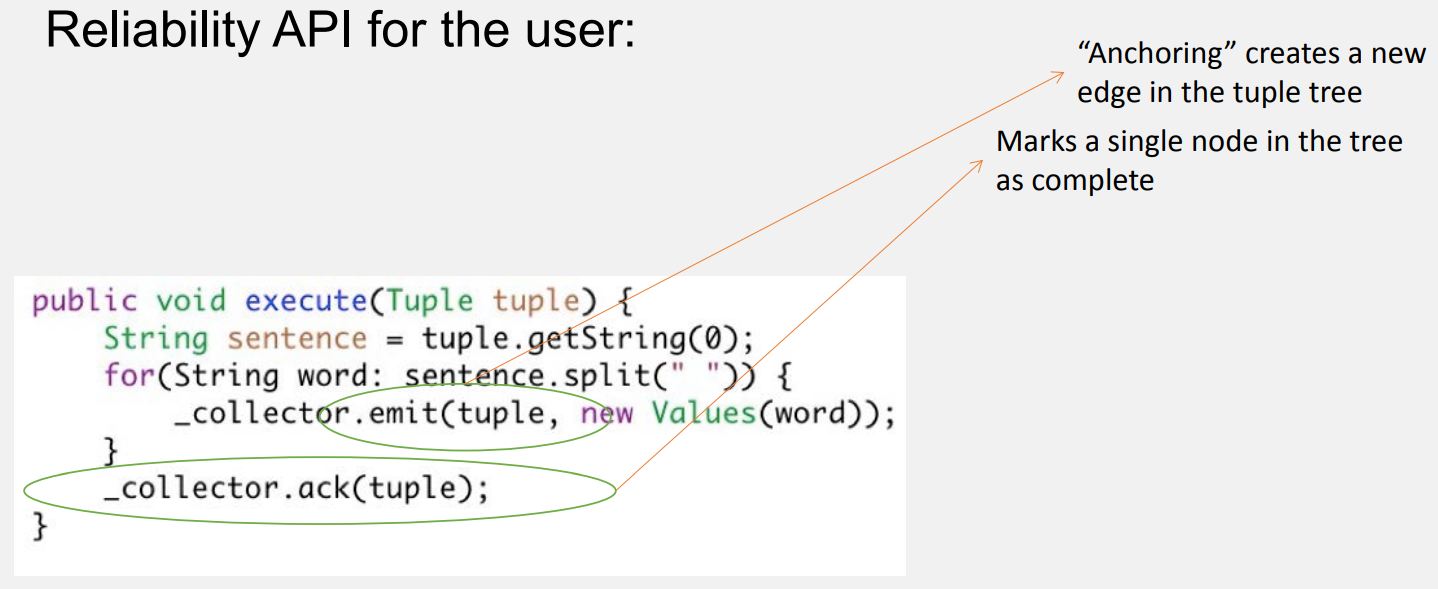 Reliability API for the user:
“Anchoring” creates a new
edge in the tuple tree
Marks a single node in the tree
as complete
public void execute(Tuple tuple) {
    String sentence = tuple.getString(0);
    for(String word: sentence.split(" ")) {
        _collector.emit(tuple, new Values(word));
    }
    _collector.ack(tuple);
}